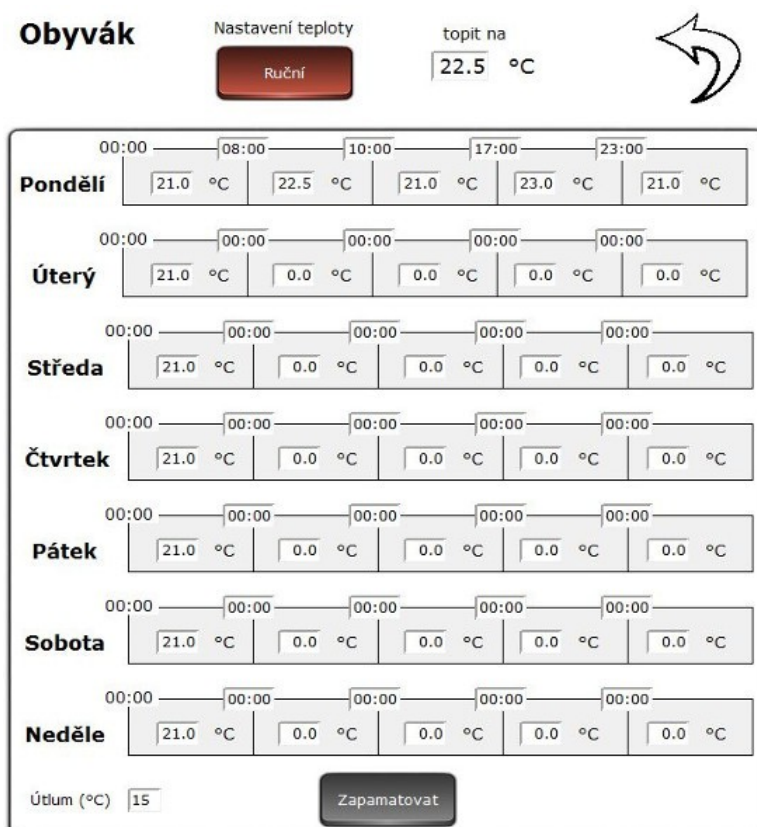 Obyvák
Nastavení teploty
topit na
Ruční
22.5 °C
00:00 08:00 10:00 17:00 23:00
Pondělí 21.0 °C 22.5 °C 21.0 °C 23.0 °C 21.0 °C
00:00 00:00 00:00 00:00 00:00
Úterý 21.0 °C 0.0 °C 0.0 °C 0.0 °C 0.0 °C
00:00 00:00 00:00 00:00 00:00
Středa 21.0 °C 0.0 °C 0.0 °C 0.0 °C 0.0 °C
00:00 00:00 00:00 00:00 00:00
Čtvrtek 21.0 °C 0.0 °C 0.0 °C 0.0 °C 0.0 °C
00:00 00:00 00:00 00:00 00:00
Pátek 21.0 °C 0.0 °C 0.0 °C 0.0 °C 0.0 °C
00:00 00:00 00:00 00:00 00:00
Sobota 21.0 °C 0.0 °C 0.0 °C 0.0 °C 0.0 °C
00:00 00:00 00:00 00:00 00:00
Neděle 21.0 °C 0.0 °C 0.0 °C 0.0 °C 0.0 °C
Útlum (°C) 15 Zapamatovat